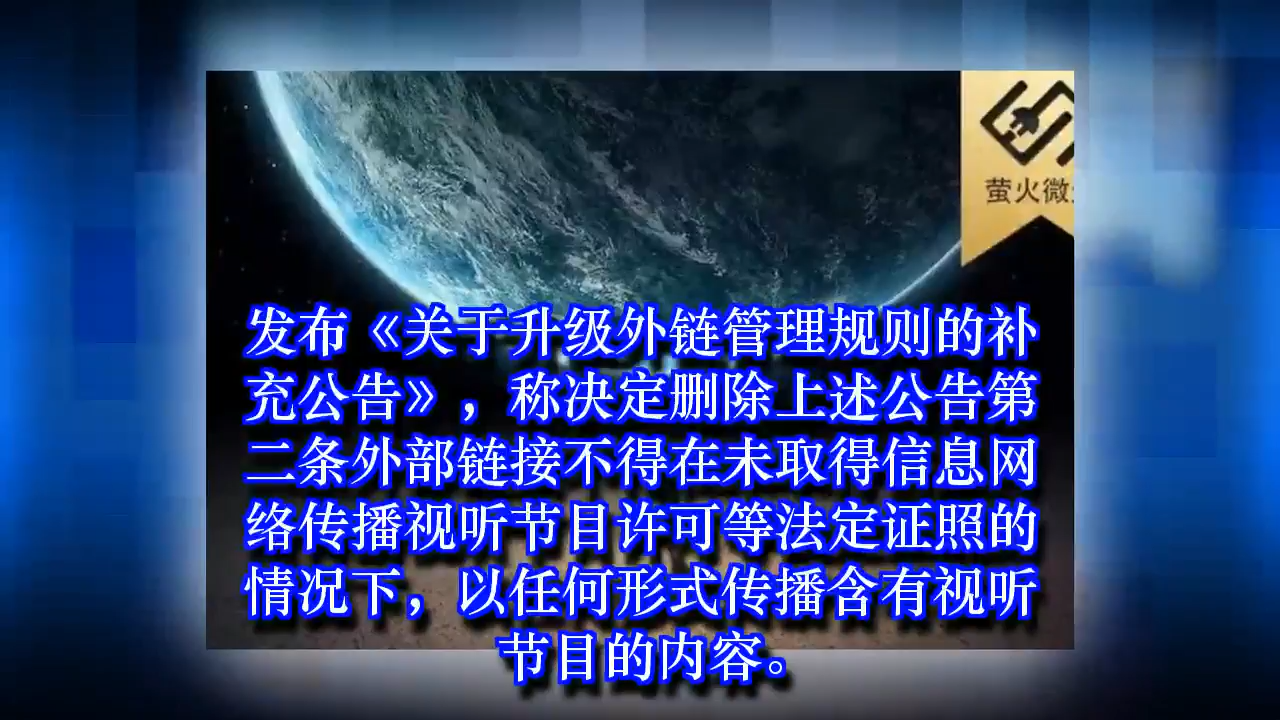 萤火微
发布《关于升级外链管理规则的补
充公告》，称决定删除上述公告第
二条外部链接不得在未取得信息网
络传播视听节目许可等法定证照的
情况下，以任何形式传播含有视听
节目的内容。